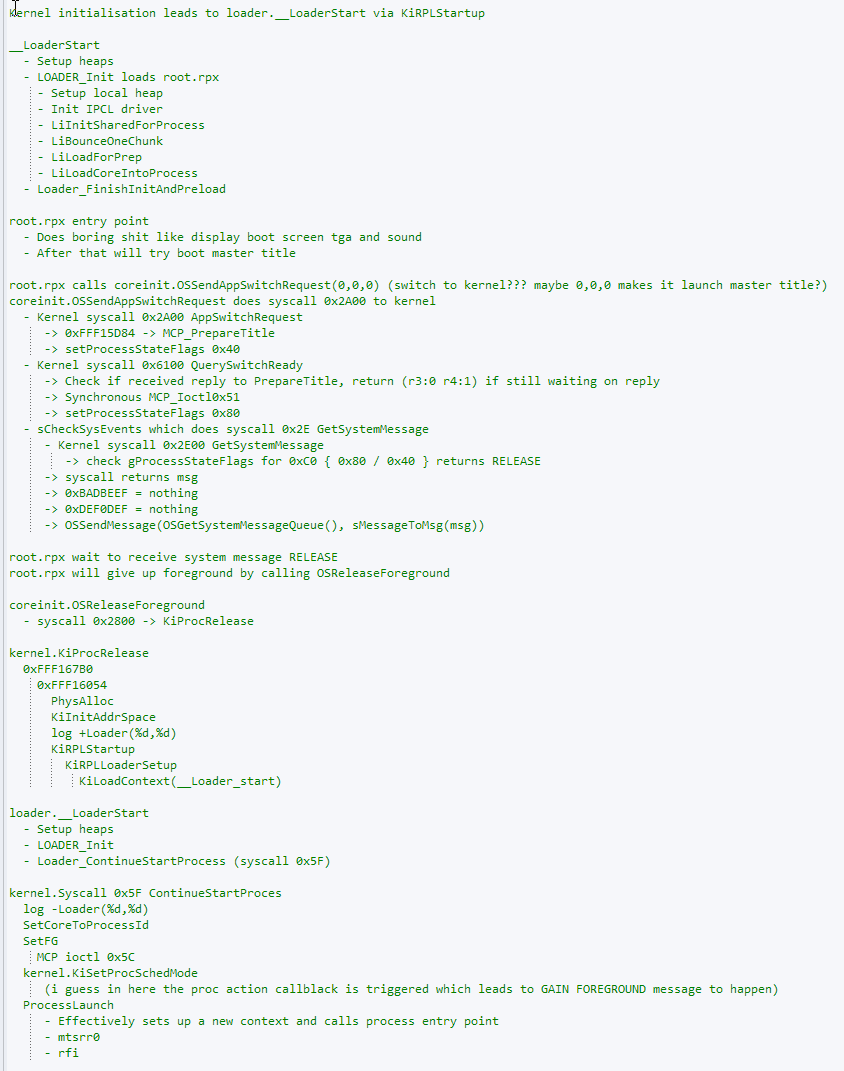 Kernel initialisation leads to loader.__LoaderStart via KiRPLStartup
__LoaderStart
- Setup heaps
- LOADER_Init loads root.rpx
- Setup local heap
- Init IPCL driver
- LiInitSharedForProcess
- LiBounceOneChunk
- LiLoadForPrep
- LiLoadCoreIntoProcess
- Loader_FinishInitAndPreload
root.rpx entry point
- Does boring shit like display boot screen tga and sound
- After that will try boot master title
root.rpx calls coreinit.OSSendAppSwitchRequest(0,0,0) (switch to kernel??? maybe 0,0,0 makes it launch master title?)
coreinit.OSSendAppSwitchRequest does syscall 0x2A00 to kernel
- Kernel syscall 0x2A00 AppSwitchRequest
-> 0xFFF15D84 -> MCP_PrepareTitle
-> setProcessStateFlags 0x40
- Kernel syscall 0x6100 QuerySwitchReady
-> Check if received reply to PrepareTitle, return (r3:0 r4:1) if still waiting on reply
-> Synchronous MCP_Ioctl0x51
-> setProcessStateFlags 0x80
- sCheckSysEvents which does syscall 0x2E GetSystemMessage
- Kernel syscall 0x2E00 GetSystemMessage
-> check gProcessStateFlags for 0xC0 { 0x80 / 0x40 } returns RELEASE
-> syscall returns msg
-> 0xBADBEEF = nothing
-> 0xDEF0DEF = nothing
-> OSSendMessage(OSGetSystemMessageQueue(), sMessageToMsg(msg))
root.rpx wait to receive system message RELEASE
root.rpx will give up foreground by calling OSReleaseForeground
coreinit.OSReleaseForeground
- syscall 0x2800 -> KiProcRelease
kernel.KiProcRelease
0xFFF167B0
0xFFF16054
PhysAlloc
KiInitAddrSpace
log +Loader(%d,%d)
KiRPLStartup
KiRPLLoaderSetup
KiLoadContext(__Loader_start)
loader.__LoaderStart
- Setup heaps
- LOADER_Init
- Loader_ContinueStartProcess (syscall 0x5F)
kernel.Syscall 0x5F ContinueStartProces
log -Loader(%d,%d)
SetCoreToProcessId
SetFG
MCP ioctl 0x5C
kernel.KiSetProcSchedMode
(i guess in here the proc action callblack is triggered which leads to GAIN FOREGROUND message to happen)
ProcessLaunch
- Effectively sets up a new context and calls process entry point
- mtsrr0
- rfi